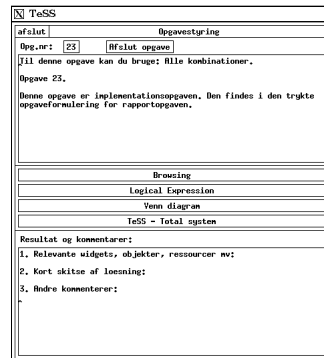 TeSS
afslut Opgavestyring
Opg.nr: 23 Afslut opgave
Til denne opgave kan du bruge: Alle kombinationer.
Opgave 23.
Denne opgave er implementationsopgaven. Den findes i den trykte
opgaveformulering for rapportopgaven.
Browsing
Logical Expression
Venn diagram
TeSS - Total system
Resultat og kommentarer:
1. Relevante widgets, objekter, ressourcer mv:
2. Kort skitse af loesning:
3. Andre kommenterer: